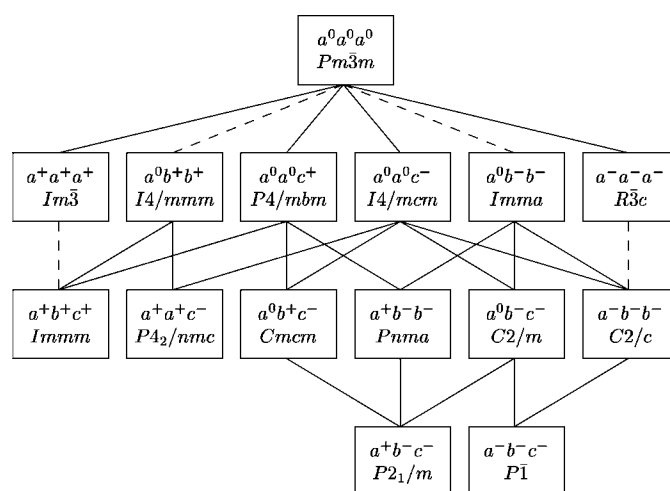 a⁰a⁰a⁰
Pm3̄m
a⁺a⁺a⁺
Im3̄
a⁰b⁺b⁺
I4/mmm
a⁰a⁰c⁺
P4/mbm
a⁰a⁰c⁻
I4/mcm
a⁰b⁻b⁻
Imma
a⁻a⁻a⁻
R3̄c
a⁺b⁺c⁺
Immm
a⁺a⁺c⁻
P4₂/nmc
a⁰b⁺c⁻
Cmcm
a⁺b⁻b⁻
Pnma
a⁰b⁻c⁻
C2/m
a⁻b⁻b⁻
C2/c
a⁺b⁻c⁻
P2₁/m
a⁻b⁻c⁻
P1̄